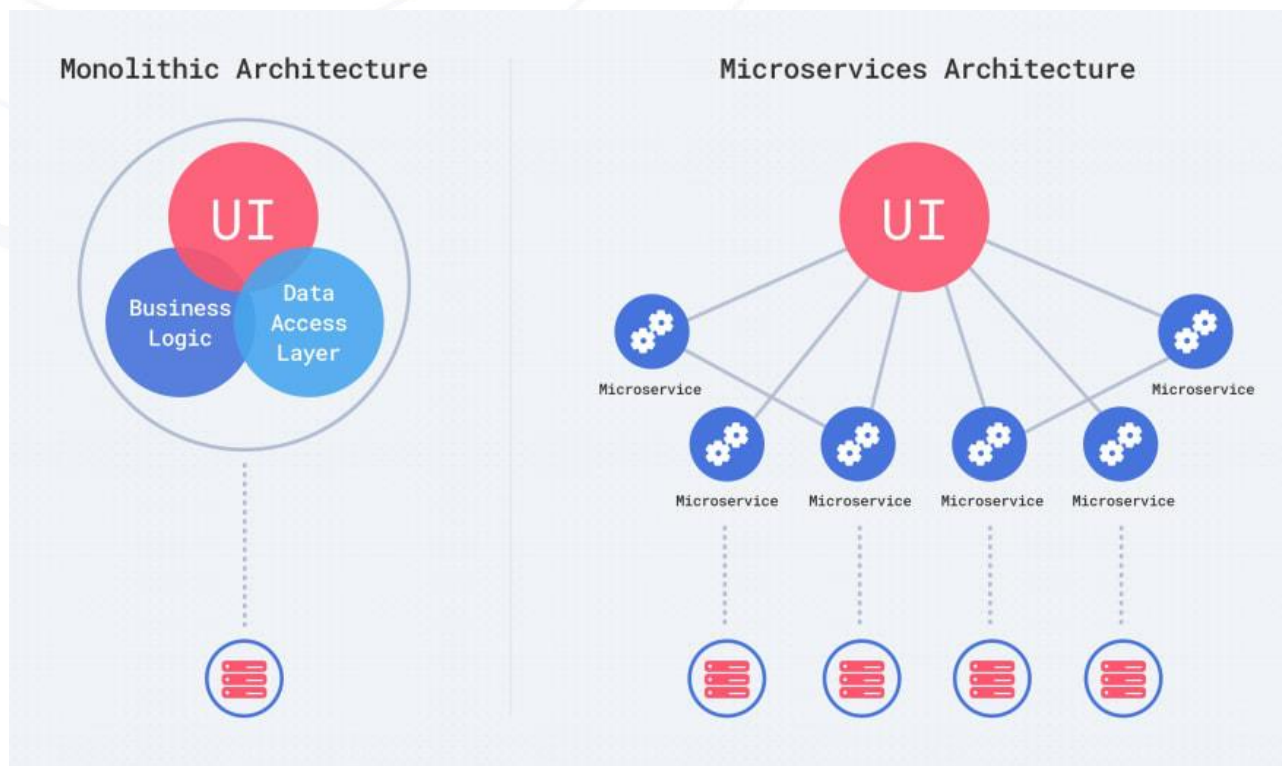 Monolithic Architecture
UI
Business
Logic
Data
Access
Layer
Microservices Architecture
UI
Microservice
Microservice
Microservice
Microservice
Microservice
Microservice